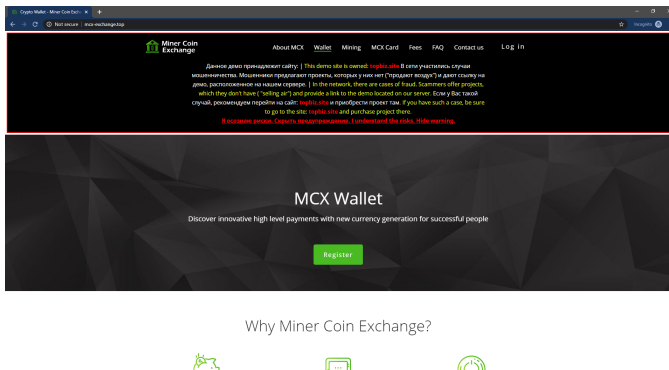 Crypto Wallet - Miner Coin Exch
Not secure | mcx-exchange.top
Incognito
Miner Coin
Exchange
About MCX Wallet Mining MCX Card Fees FAQ Contact us Log in
Данное демо принадлежит сайту: | This demo site is owned: topbiz.site В сети участились случаи
мошенничества. Мошенники предлагают проекты, которых у них нет ("продают воздух") и дают ссылку на
демо, расположенное на нашем сервере. | In the network, there are cases of fraud. Scammers offer projects,
which they don't have ( "selling air") and provide a link to the demo located on our server. Если у Вас такой
случай, рекомендуем перейти на сайт: topbiz.site и приобрести проект там. If you have such a case, be sure
to go to the site: topbiz.site and purchase project there.
Я осознаю риски. Скрыть предупреждение. I understand the risks. Hide warning.
MCX Wallet
Discover innovative high level payments with new currency generation for successful people
Register
Why Miner Coin Exchange?